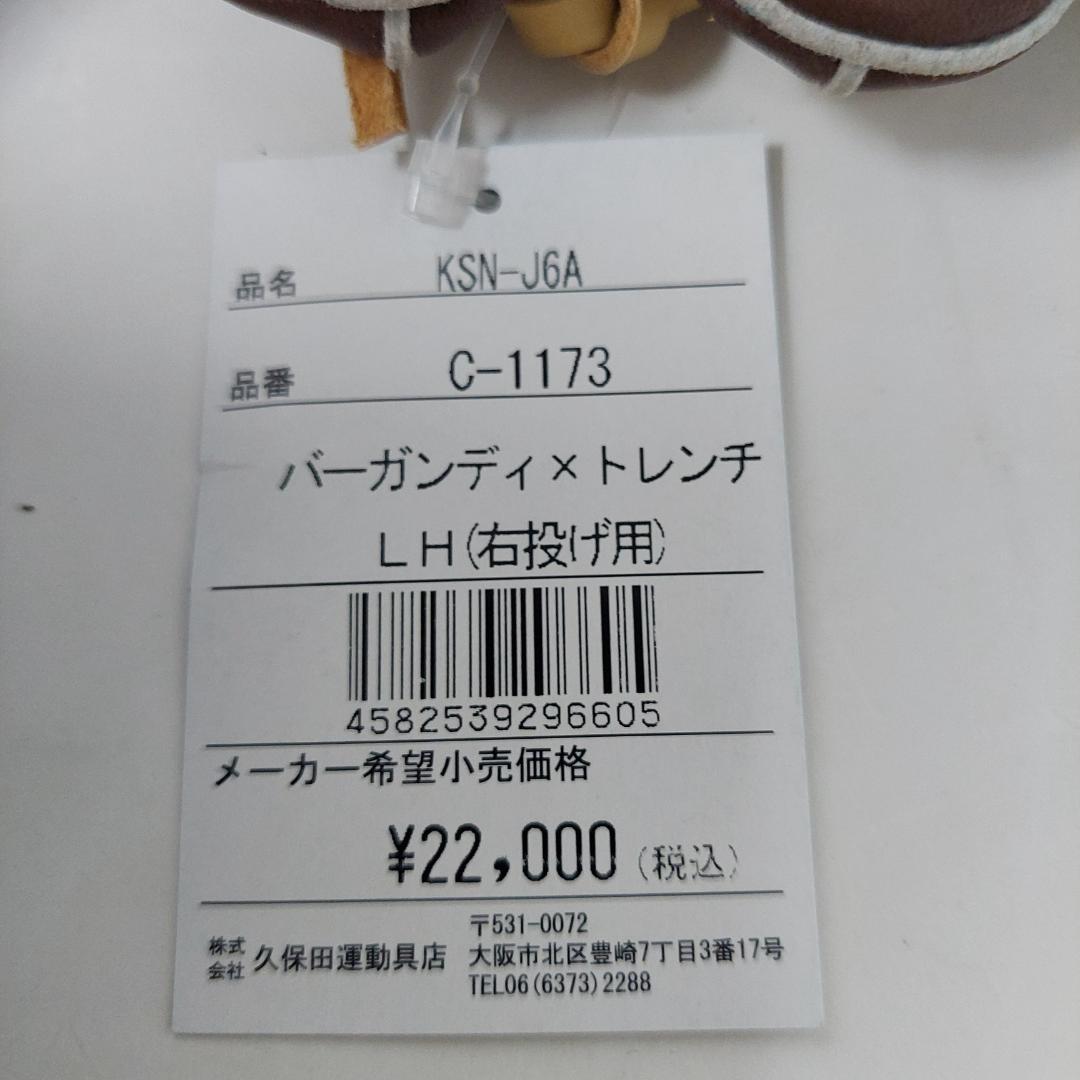 品名 KSN-J6A
品番 C-1173
バーガンディ×トレンチ
LH(右投げ用)
4582539296605
メーカー希望小売価格
¥22,000(税込)
株式会社 久保田運動具店
〒531-0072
大阪市北区豊崎7丁目3番17号
TEL06(6373)2288